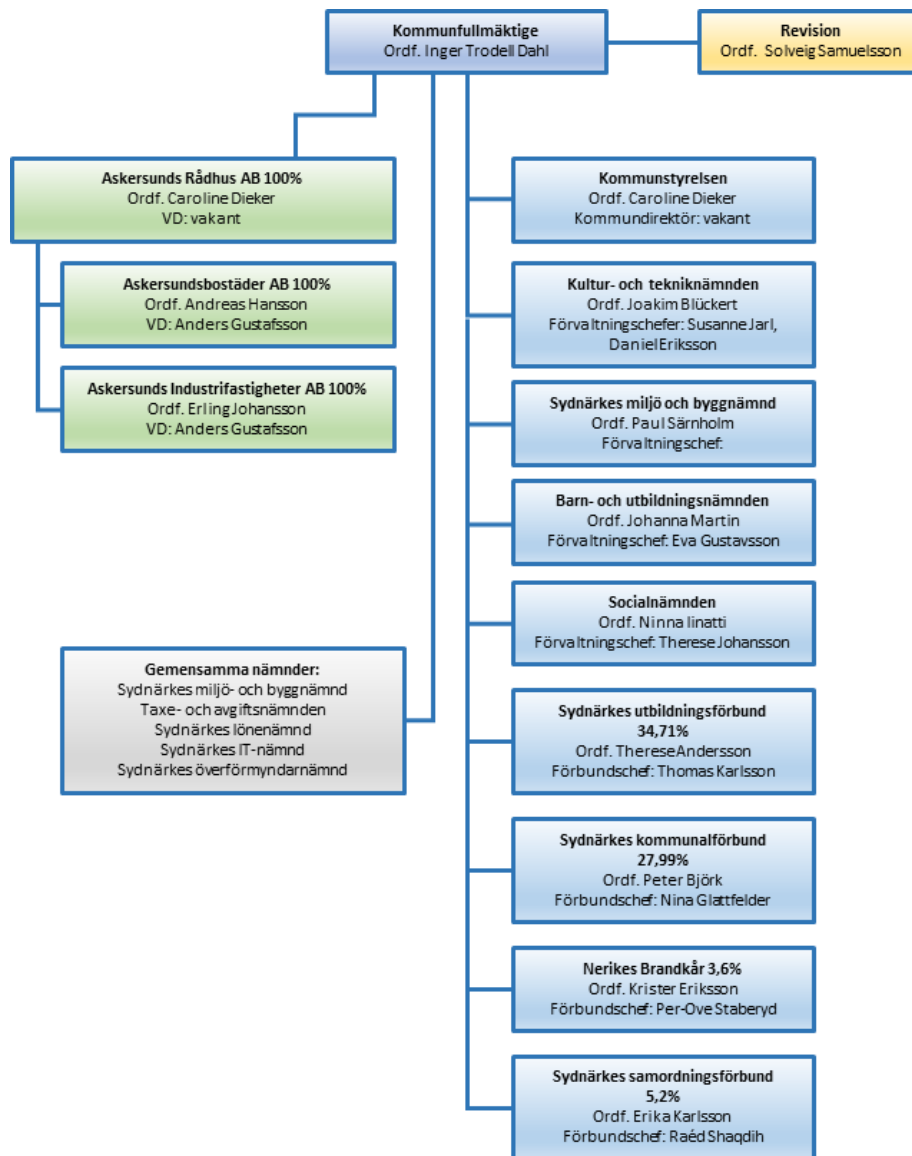 Kommunfullmäktige
Ordf. Inger Trodell Dahl
Revision
Ordf. Solveig Samuelsson
Askersunds Rådhus AB 100%
Ordf. Caroline Dieker
VD: vakant
Askersundsbostäder AB 100%
Ordf. Andreas Hansson
VD: Anders Gustafsson
Askersunds Industrifastigheter AB 100%
Ordf. Erling Johansson
VD: Anders Gustafsson
Gemensamma nämnder:
Sydnärkes miljö- och byggnämnd
Taxe- och avgiftsnämnden
Sydnärkes lönenämnd
Sydnärkes IT-nämnd
Sydnärkes överförmyndarnämnd
Kommunstyrelsen
Ordf. Caroline Dieker
Kommundirektör: vakant
Kultur- och tekniknämnden
Ordf. Joakim Blückert
Förvaltningschefer: Susanne Jarl,
Daniel Eriksson
Sydnärkes miljö och byggnämnd
Ordf. Paul Särnholm
Förvaltningschef:
Barn- och utbildningsnämnden
Ordf. Johanna Martin
Förvaltningschef: Eva Gustavsson
Socialnämnden
Ordf. Ninna Iinatti
Förvaltningschef: Therese Johansson
Sydnärkes utbildningsförbund
34,71%
Ordf. Therese Andersson
Förbundschef: Thomas Karlsson
Sydnärkes kommunalförbund
27,99%
Ordf. Peter Björk
Förbundschef: Nina Glattfelder
Nerikes Brandkår 3,6%
Ordf. Krister Eriksson
Förbundschef: Per-Ove Staberyd
Sydnärkes samordningsförbund
5,2%
Ordf. Erika Karlsson
Förbundschef: Raéd Shaqdih